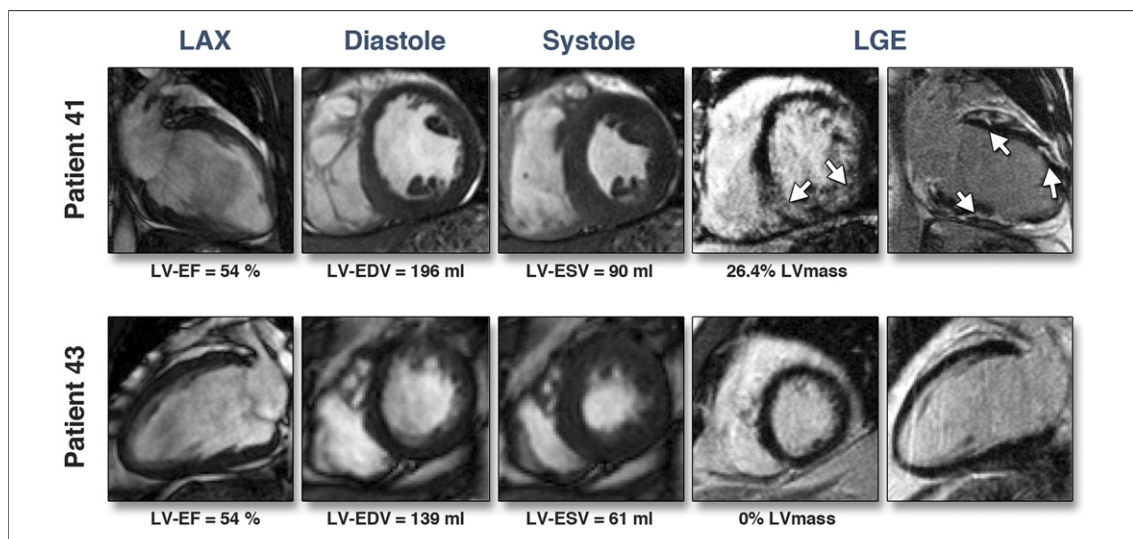 LAX Diastole Systole LGE
Patient 41
LV-EF = 54 % LV-EDV = 196 ml LV-ESV = 90 ml 26.4% LVmass
Patient 43
LV-EF = 54 % LV-EDV = 139 ml LV-ESV = 61 ml 0% LVmass